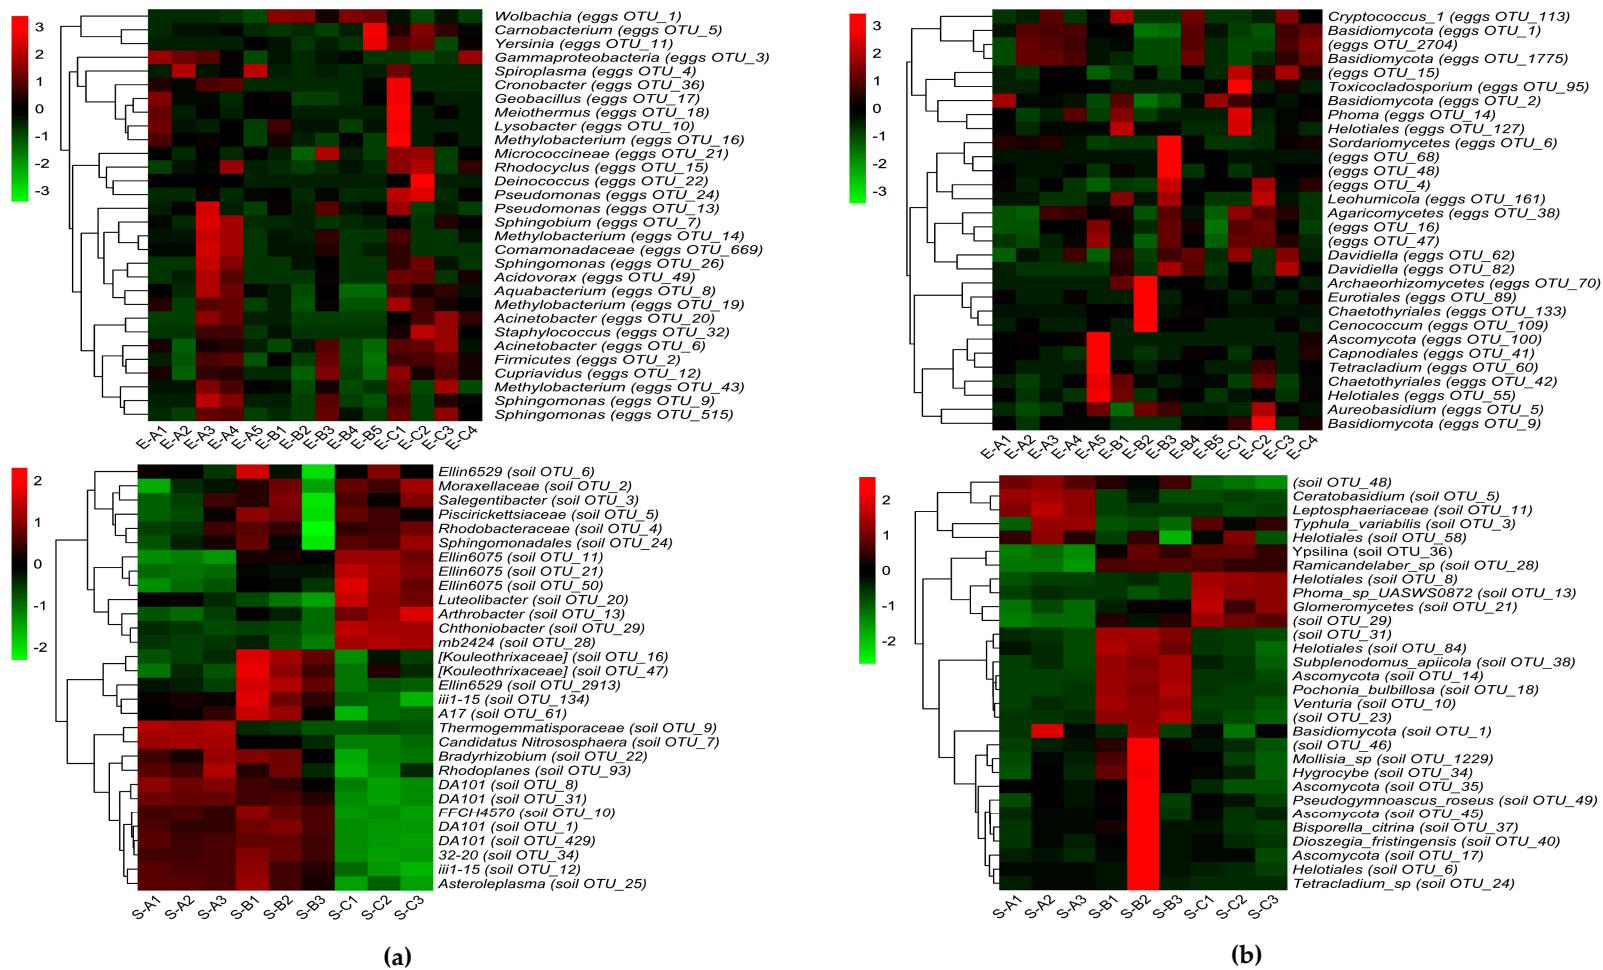 3
2
1
0
-1
-2
-3
Wolbachia (eggs OTU_1)
Carnobacterium (eggs OTU_5)
Yersinia (eggs OTU_11)
Gammaproteobacteria (eggs OTU_3)
Spiroplasma (eggs OTU_4)
Cronobacter (eggs OTU_36)
Geobacillus (eggs OTU_17)
Meiothermus (eggs OTU_18)
Lysobacter (eggs OTU_10)
Methylobacterium (eggs OTU_16)
Micrococcineae (eggs OTU_21)
Rhodocyclus (eggs OTU_15)
Deinococcus (eggs OTU_22)
Pseudomonas (eggs OTU_24)
Pseudomonas (eggs OTU_13)
Sphingobium (eggs OTU_7)
Methylobacterium (eggs OTU_14)
Comamonadaceae (eggs OTU_669)
Sphingomonas (eggs OTU_26)
Acidovorax (eggs OTU_49)
Aquabacterium (eggs OTU_8)
Methylobacterium (eggs OTU_19)
Acinetobacter (eggs OTU_20)
Staphylococcus (eggs OTU_32)
Acinetobacter (eggs OTU_6)
Firmicutes (eggs OTU_2)
Cupriavidus (eggs OTU_12)
Methylobacterium (eggs OTU_43)
Sphingomonas (eggs OTU_9)
Sphingomonas (eggs OTU_515)
E-A1 E-A2 E-A3 E-A4 E-A5 E-B1 E-B2 E-B3 E-B4 E-B5 E-C1 E-C2 E-C3 E-C4
2
1
0
-1
-2
Ellin6529 (soil OTU_6)
Moraxellaceae (soil OTU_2)
Salegentibacter (soil OTU_3)
Piscirickettsiaceae (soil OTU_5)
Rhodobacteraceae (soil OTU_4)
Sphingomonadales (soil OTU_24)
Ellin6075 (soil OTU_11)
Ellin6075 (soil OTU_21)
Ellin6075 (soil OTU_50)
Luteolibacter (soil OTU_20)
Arthrobacter (soil OTU_13)
Chthoniobacter (soil OTU_29)
mb2424 (soil OTU_28)
[Kouleothrixaceae] (soil OTU_16)
[Kouleothrixaceae] (soil OTU_47)
Ellin6529 (soil OTU_2913)
iii1-15 (soil OTU_134)
A17 (soil OTU_61)
Thermogemmatisporaceae (soil OTU_9)
Candidatus Nitrososphaera (soil OTU_7)
Bradyrhizobium (soil OTU_22)
Rhodoplanes (soil OTU_93)
DA101 (soil OTU_8)
DA101 (soil OTU_31)
FFCH4570 (soil OTU_10)
DA101 (soil OTU_1)
DA101 (soil OTU_429)
32-20 (soil OTU_34)
iii1-15 (soil OTU_12)
Asteroleplasma (soil OTU_25)
S-A1 S-A2 S-A3 S-B1 S-B2 S-B3 S-C1 S-C2 S-C3
(a)
3
2
1
0
-1
-2
-3
Cryptococcus_1 (eggs OTU_113)
Basidiomycota (eggs OTU_1)
(eggs OTU_2704)
Basidiomycota (eggs OTU_1775)
(eggs OTU_15)
Toxicocladosporium (eggs OTU_95)
Basidiomycota (eggs OTU_2)
Phoma (eggs OTU_14)
Helotiales (eggs OTU_127)
Sordariomycetes (eggs OTU_6)
(eggs OTU_68)
(eggs OTU_48)
(eggs OTU_4)
Leohumicola (eggs OTU_161)
Agaricomycetes (eggs OTU_38)
(eggs OTU_16)
(eggs OTU_47)
Davidiella (eggs OTU_62)
Davidiella (eggs OTU_82)
Archaeorhizomycetes (eggs OTU_70)
Eurotiales (eggs OTU_89)
Chaetothyriales (eggs OTU_133)
Cenococcum (eggs OTU_109)
Ascomycota (eggs OTU_100)
Capnodiales (eggs OTU_41)
Tetracladium (eggs OTU_60)
Chaetothyriales (eggs OTU_42)
Helotiales (eggs OTU_55)
Aureobasidium (eggs OTU_5)
Basidiomycota (eggs OTU_9)
E-A1 E-A2 E-A3 E-A4 E-A5 E-B1 E-B2 E-B3 E-B4 E-B5 E-C1 E-C2 E-C3 E-C4
2
1
0
-1
-2
(soil OTU_48)
Ceratobasidium (soil OTU_5)
Leptosphaeriaceae (soil OTU_11)
Typhula_variabilis (soil OTU_3)
Helotiales (soil OTU_58)
Ypsilina (soil OTU_36)
Ramicandelaber_sp (soil OTU_28)
Helotiales (soil OTU_8)
Phoma_sp_UASWS0872 (soil OTU_13)
Glomeromycetes (soil OTU_21)
(soil OTU_29)
(soil OTU_31)
Helotiales (soil OTU_84)
Subplenodomus_apiicola (soil OTU_38)
Ascomycota (soil OTU_14)
Pochonia_bulbillosa (soil OTU_18)
Venturia (soil OTU_10)
(soil OTU_23)
Basidiomycota (soil OTU_1)
(soil OTU_46)
Mollisia_sp (soil OTU_1229)
Hygrocybe (soil OTU_34)
Ascomycota (soil OTU_35)
Pseudogymnoascus_roseus (soil OTU_49)
Ascomycota (soil OTU_45)
Bisporella_citrina (soil OTU_37)
Dioszegia_fristingensis (soil OTU_40)
Ascomycota (soil OTU_17)
Helotiales (soil OTU_6)
Tetracladium_sp (soil OTU_24)
S-A1 S-A2 S-A3 S-B1 S-B2 S-B3 S-C1 S-C2 S-C3
(b)